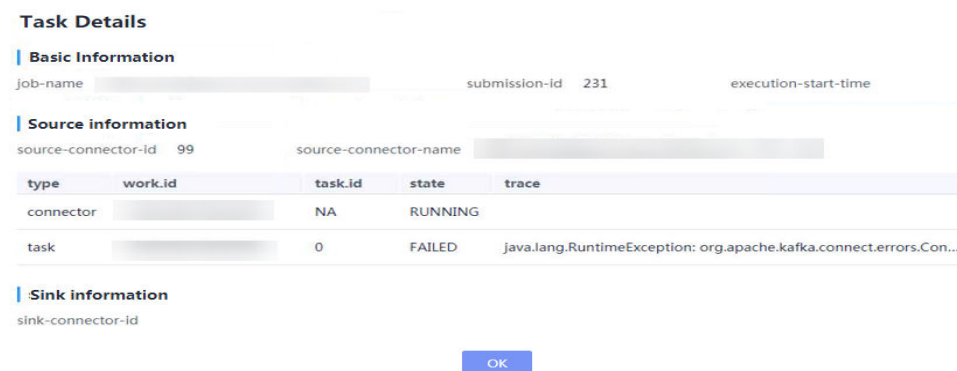 Task Details
Basic Information
job-name submission-id 231 execution-start-time
Source information
source-connector-id 99 source-connector-name
type work.id task.id state trace
connector NA RUNNING
task 0 FAILED java.lang.RuntimeException: org.apache.kafka.connect.errors.Con...
Sink information
sink-connector-id
OK